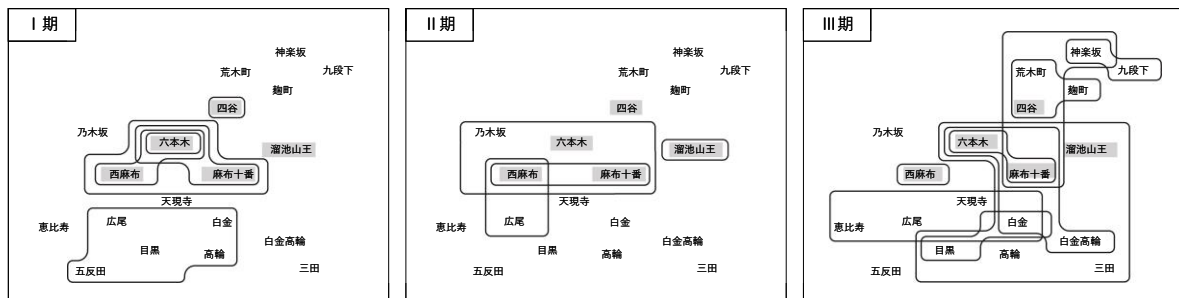 I 期
神楽坂
荒木町
九段下
麹町
四谷
乃木坂
六本木
溜池山王
西麻布
麻布十番
天現寺
恵比寿
広尾
白金
目黒
高輪
白金高輪
五反田
三田
II 期
神楽坂
荒木町
九段下
麹町
四谷
乃木坂
六本木
溜池山王
西麻布
麻布十番
天現寺
恵比寿
広尾
白金
目黒
高輪
白金高輪
五反田
三田
III 期
神楽坂
荒木町
九段下
麹町
四谷
乃木坂
六本木
溜池山王
西麻布
麻布十番
天現寺
恵比寿
広尾
白金
目黒
高輪
白金高輪
五反田
三田